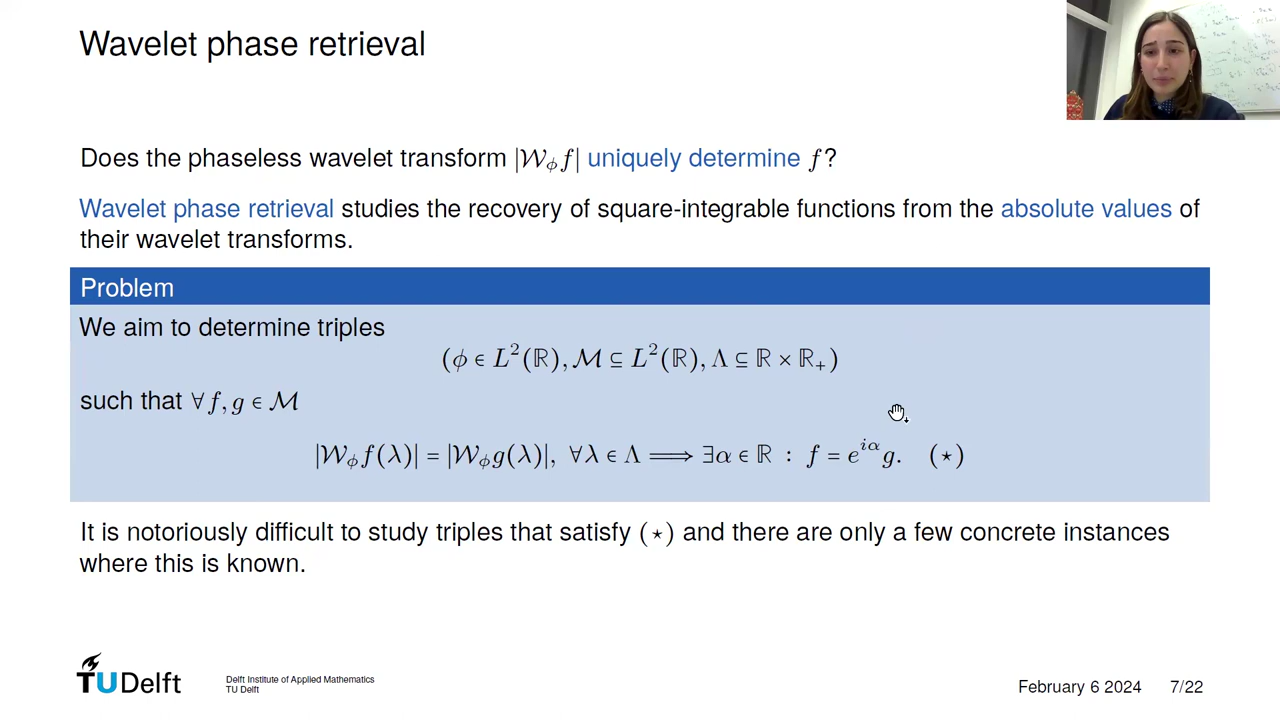 Wavelet phase retrieval
Does the phaseless wavelet transform |𝒲_ϕ f| uniquely determine f?
Wavelet phase retrieval studies the recovery of square-integrable functions from the absolute values of
their wavelet transforms.
Problem
We aim to determine triples
(ϕ ∈ L²(ℝ), ℳ ⊆ L²(ℝ), Λ ⊆ ℝ × ℝ₊)
such that ∀f, g ∈ ℳ
|𝒲_ϕ f(λ)| = |𝒲_ϕ g(λ)|, ∀λ ∈ Λ ⟹ ∃α ∈ ℝ : f = e^{iα} g. (⋆)
It is notoriously difficult to study triples that satisfy (⋆) and there are only a few concrete instances
where this is known.
TUDelft
Delft Institute of Applied Mathematics
TU Delft
February 6 2024 7/22